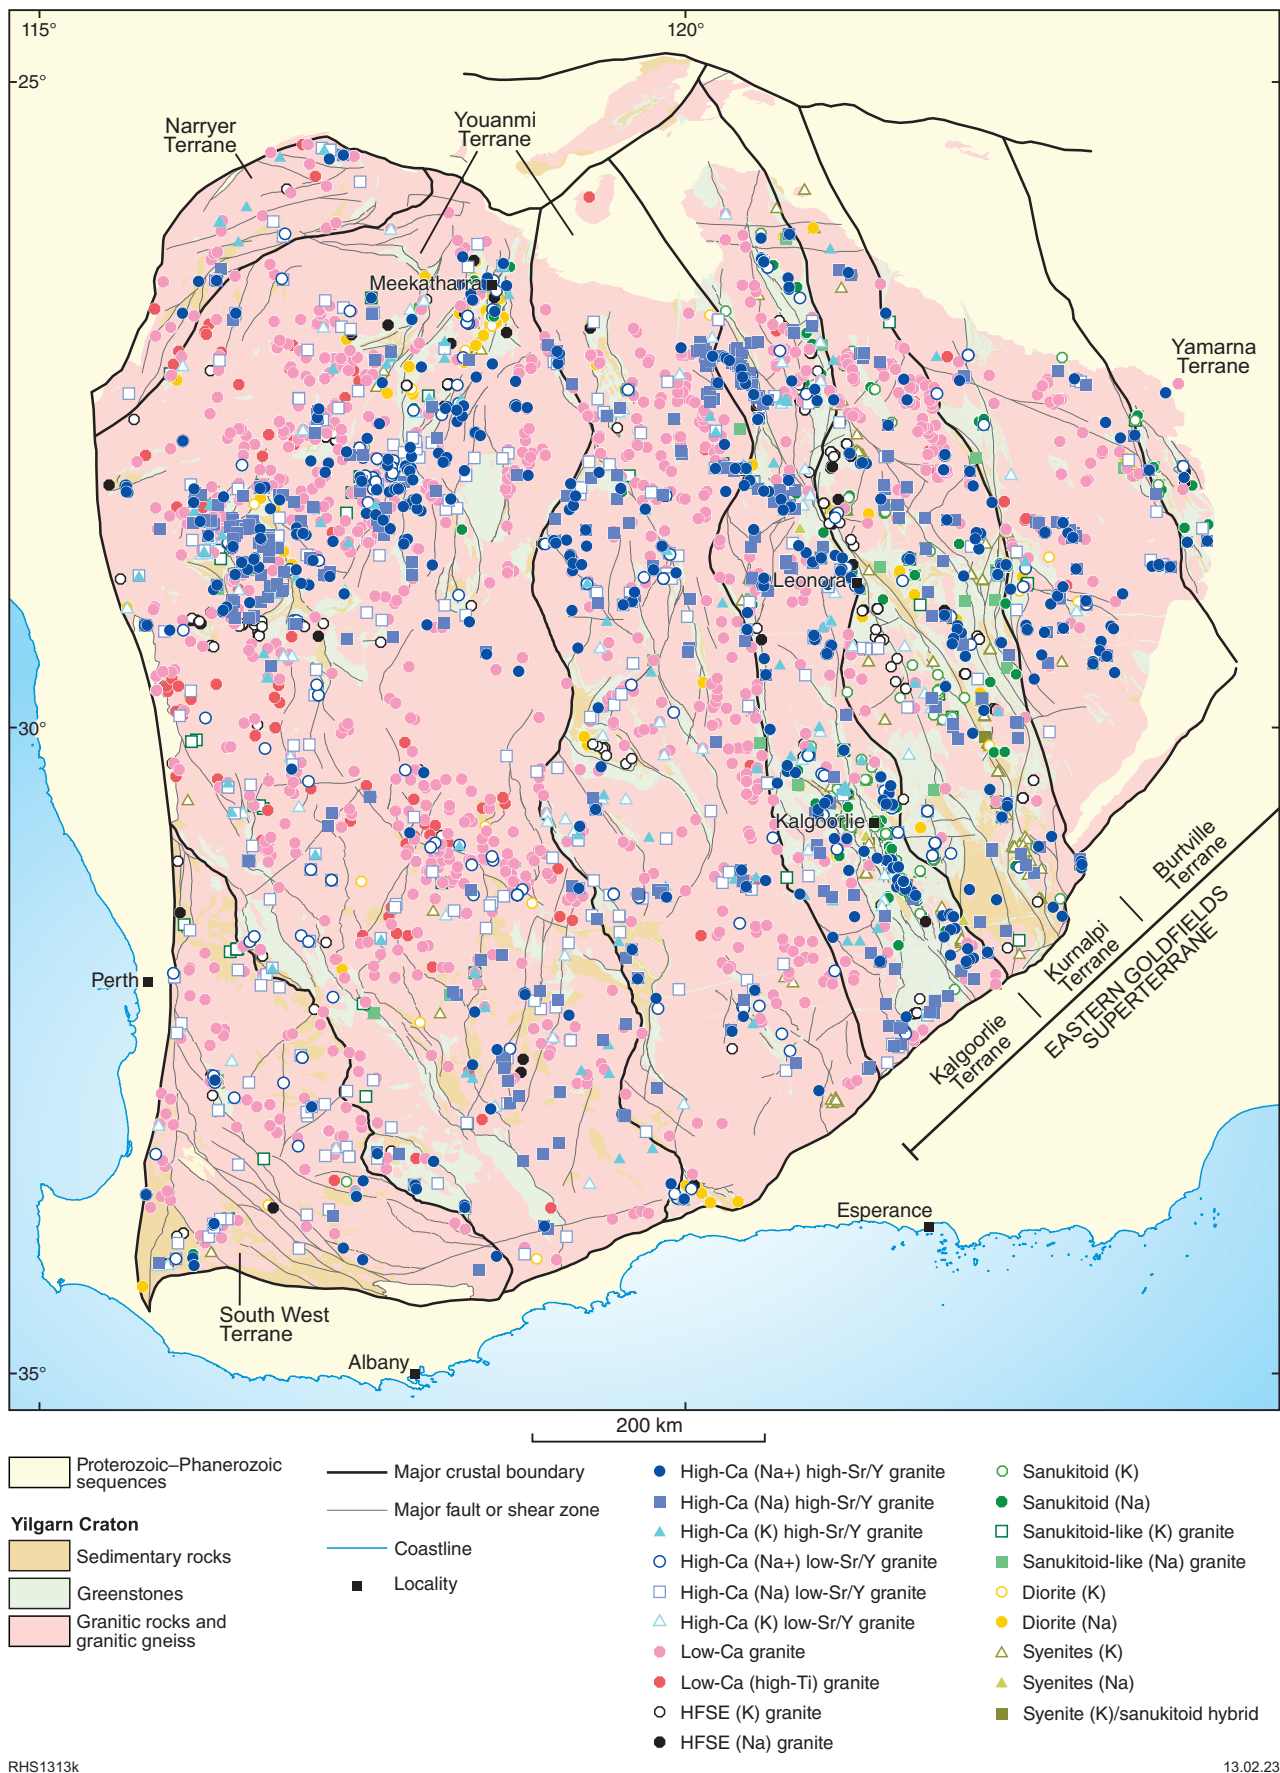 115°
120°
25°
Narryer
Terrane
Youanmi
Terrane
Meekatharra
Yamarna
Terrane
Leonora
30°
Kalgoorlie
Burtville
Terrane
Kurnalpi
Terrane
Kalgoorlie
Terrane
EASTERN GOLDFIELDS
SUPERTERRANE
Perth
Esperance
South West
Terrane
Albany
35°
200 km
Proterozoic–Phanerozoic
sequences
Yilgarn Craton
Sedimentary rocks
Greenstones
Granitic rocks and
granitic gneiss
Major crustal boundary
Major fault or shear zone
Coastline
Locality
High-Ca (Na+) high-Sr/Y granite
High-Ca (Na) high-Sr/Y granite
High-Ca (K) high-Sr/Y granite
High-Ca (Na+) low-Sr/Y granite
High-Ca (Na) low-Sr/Y granite
High-Ca (K) low-Sr/Y granite
Low-Ca granite
Low-Ca (high-Ti) granite
HFSE (K) granite
HFSE (Na) granite
Sanukitoid (K)
Sanukitoid (Na)
Sanukitoid-like (K) granite
Sanukitoid-like (Na) granite
Diorite (K)
Diorite (Na)
Syenites (K)
Syenites (Na)
Syenite (K)/sanukitoid hybrid
RHS1313k
13.02.23